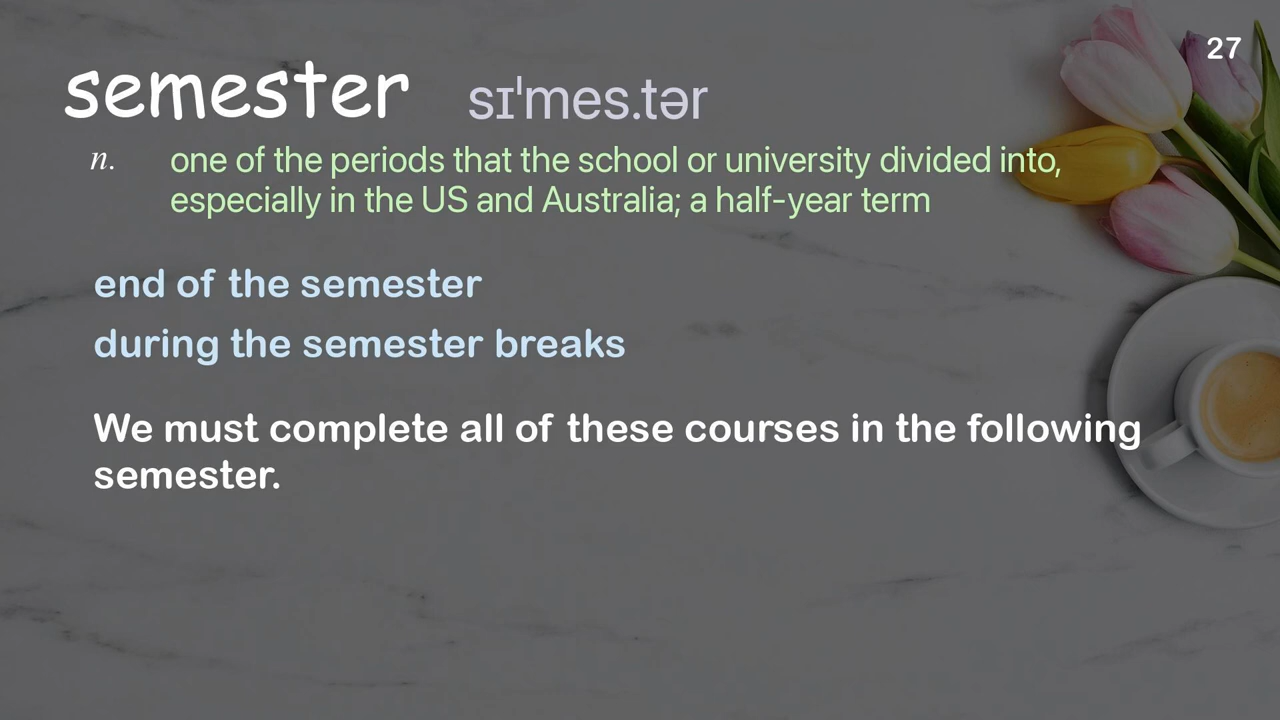 27
semester sɪˈmes.tər
n. one of the periods that the school or university divided into,
especially in the US and Australia; a half-year term
end of the semester
during the semester breaks
We must complete all of these courses in the following
semester.